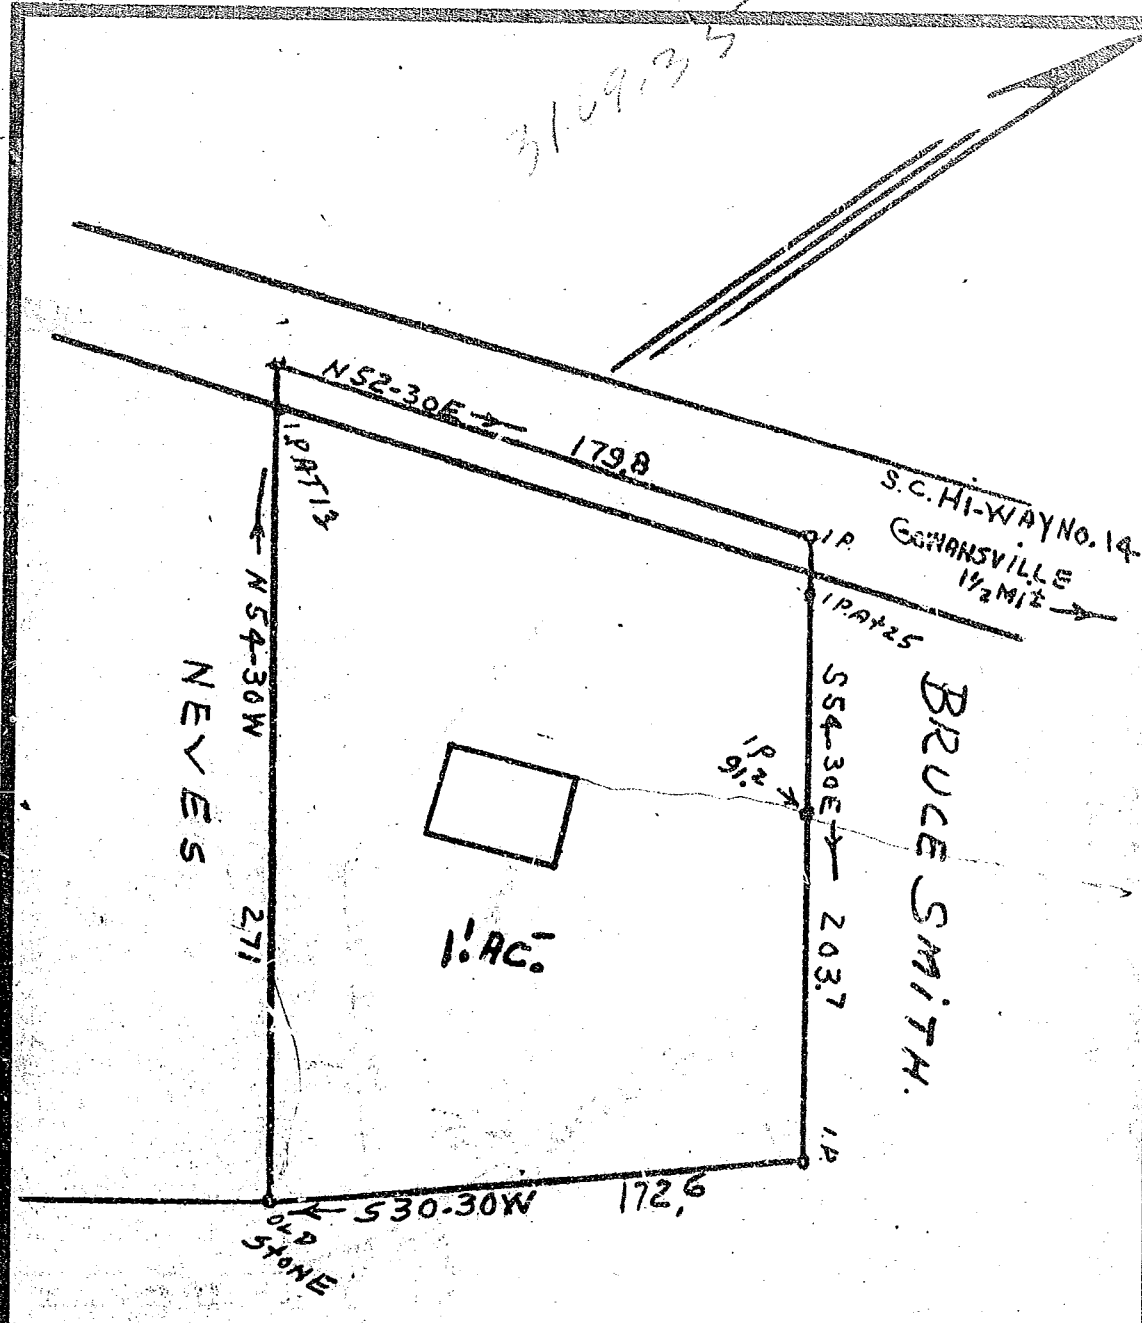 N52-30E
179.8
S.C. HI-WAY No. 14-
GOWANSVILLE
1½ MI ±
I.P. AT 13
I.P.
I.P. AT 25
N54-30W
271
NEVES
S54-30E
203.7
BRUCE SMITH.
I.P.
91.2
1. AC.
I.P.
S30-30W
172.6
OLD
STONE